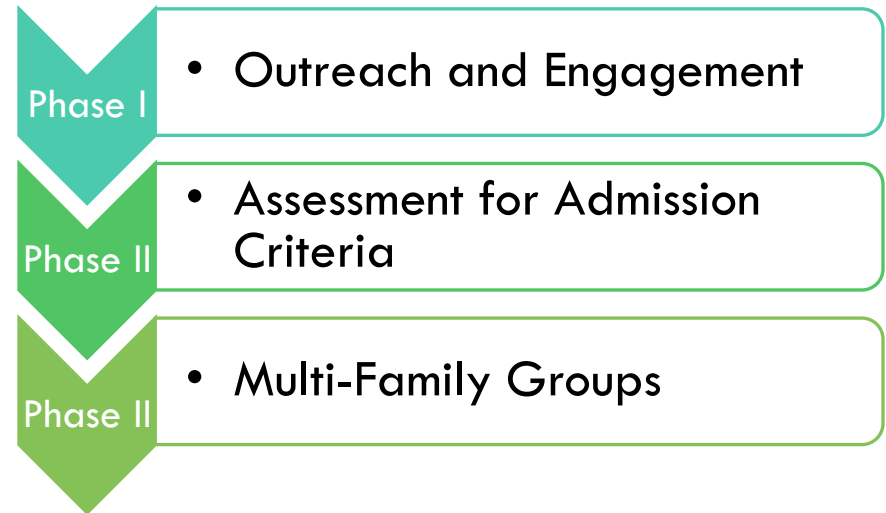 Phase I
• Outreach and Engagement
Phase II
• Assessment for Admission
Criteria
Phase II
• Multi-Family Groups